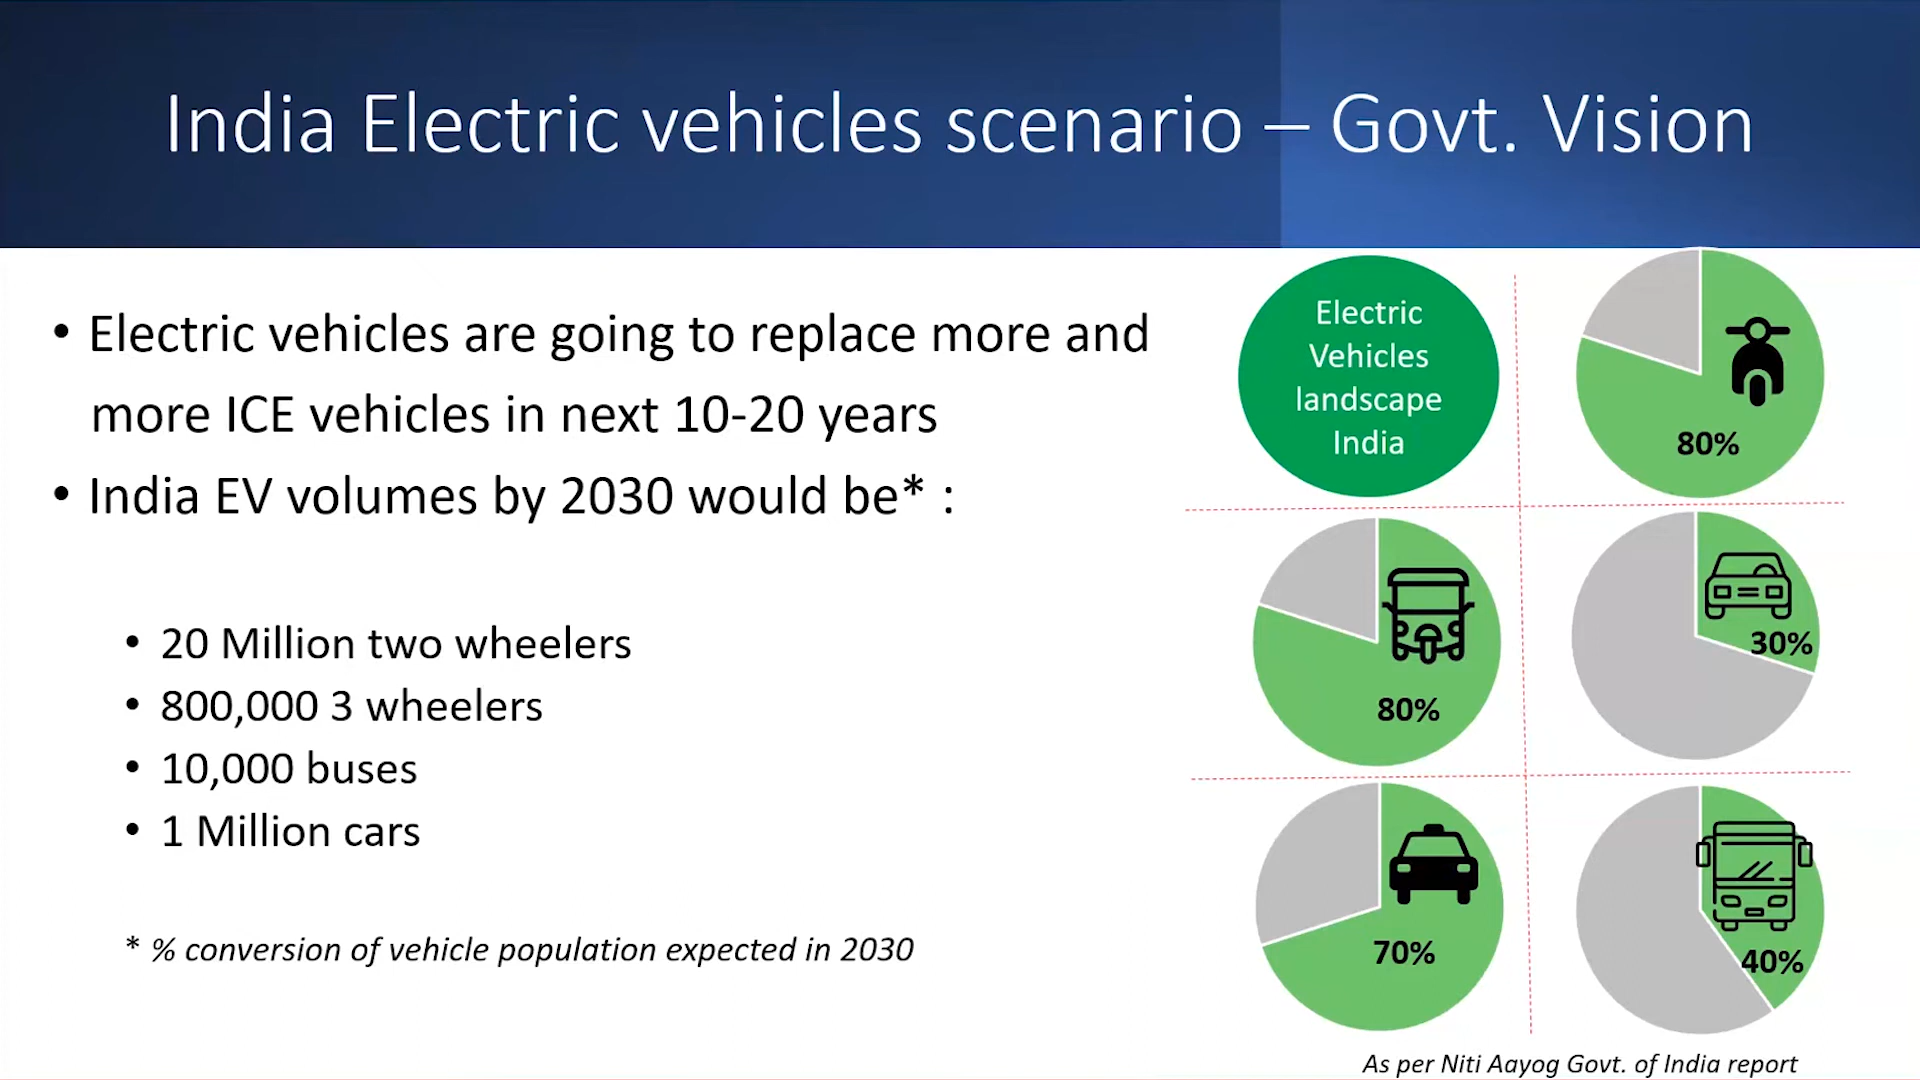 India Electric vehicles scenario – Govt. Vision
• Electric vehicles are going to replace more and
more ICE vehicles in next 10-20 years
• India EV volumes by 2030 would be* :
• 20 Million two wheelers
• 800,000 3 wheelers
• 10,000 buses
• 1 Million cars
* % conversion of vehicle population expected in 2030
Electric
Vehicles
landscape
India
80%
80%
30%
70%
40%
As per Niti Aayog Govt. of India report